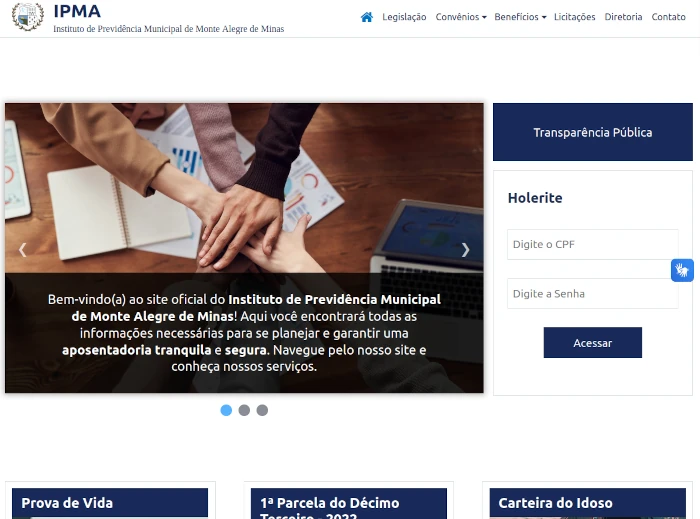 IPMA
Instituto de Previdência Municipal de Monte Alegre de Minas
Legislação Convênios Benefícios Licitações Diretoria Contato
Transparência Pública
Holerite
Digite o CPF
Digite a Senha
Acessar
Bem-vindo(a) ao site oficial do Instituto de Previdência Municipal
de Monte Alegre de Minas! Aqui você encontrará todas as
informações necessárias para se planejar e garantir uma
aposentadoria tranquila e segura. Navegue pelo nosso site e
conheça nossos serviços.
Prova de Vida
1ª Parcela do Décimo
Terceiro - 2022
Carteira do Idoso